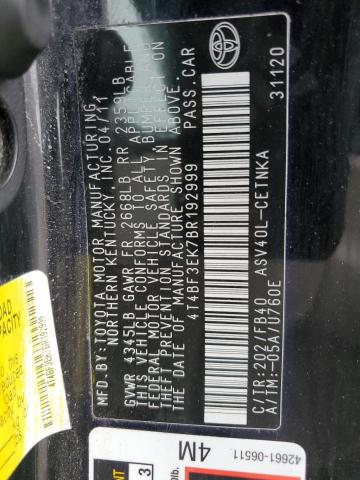 MFD.BY: TOYOTA MOTOR MANUFACTURING,
NORTHERN KENTUCKY, INC. 04/11
GVWR 4345LB GAWR FR 2668LB RR 2359LB
THIS VEHICLE CONFORMS TO ALL APPLICABLE
FEDERAL MOTOR VEHICLE SAFETY, BUMPER, AND
THEFT PREVENTION STANDARDS IN EFFECT ON
THE DATE OF MANUFACTURE SHOWN ABOVE.
4T4BF3EK7BR192999 PASS.CAR
C/TR:202/FB40 ASV40L-CETNKA
A/TM:-05A/U760E 31120
TOYOTA
42661-06511
4M